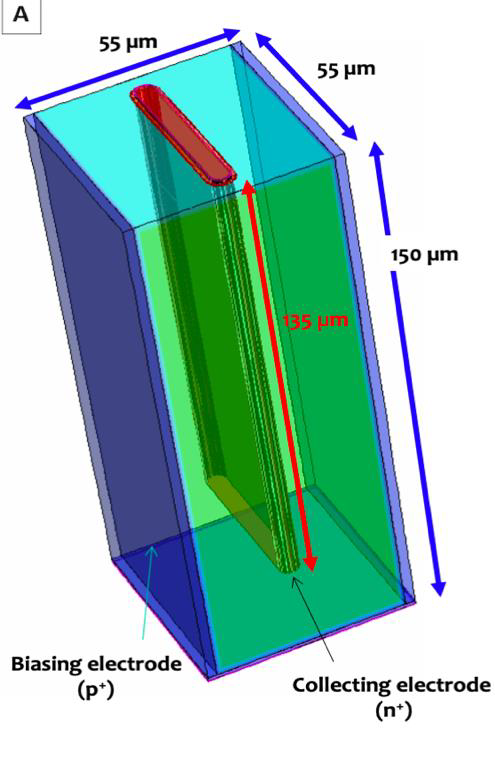 A
55 µm
55 µm
150 µm
135 µm
Biasing electrode
(p⁺)
Collecting electrode
(n⁺)